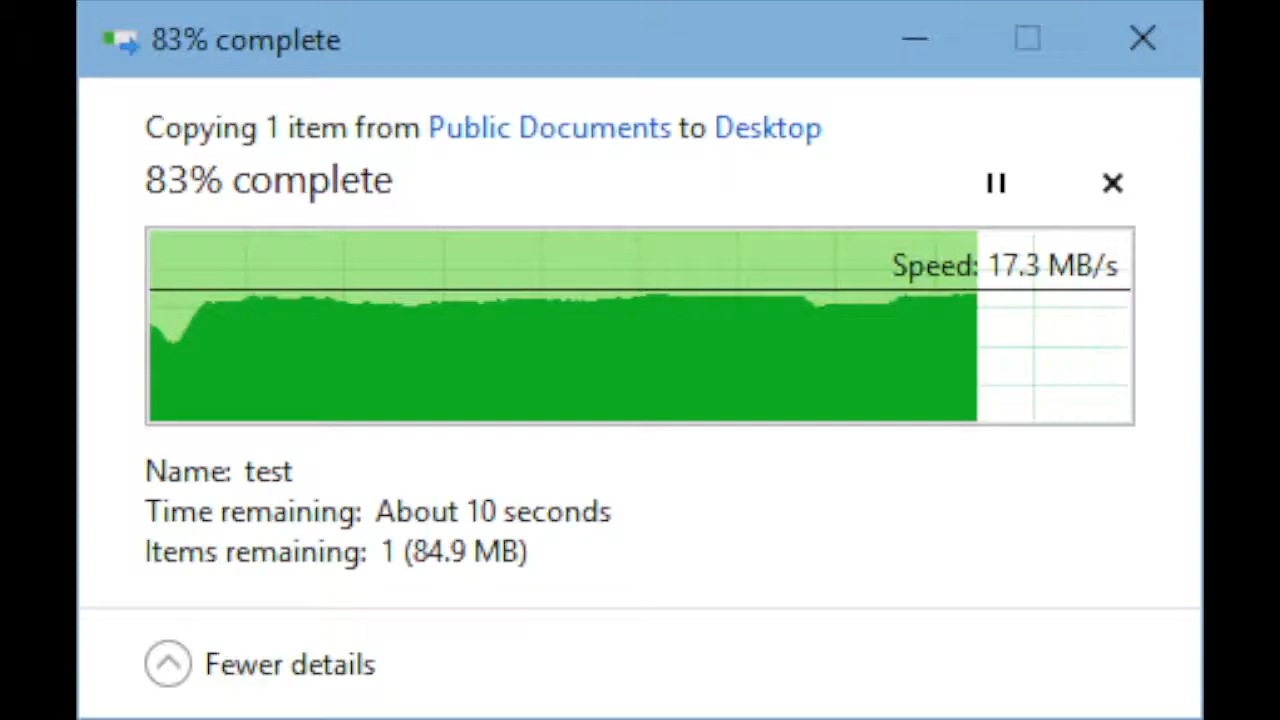 83% complete
Copying 1 item from Public Documents to Desktop
83% complete
Speed: 17.3 MB/s
Name: test
Time remaining: About 10 seconds
Items remaining: 1 (84.9 MB)
Fewer details